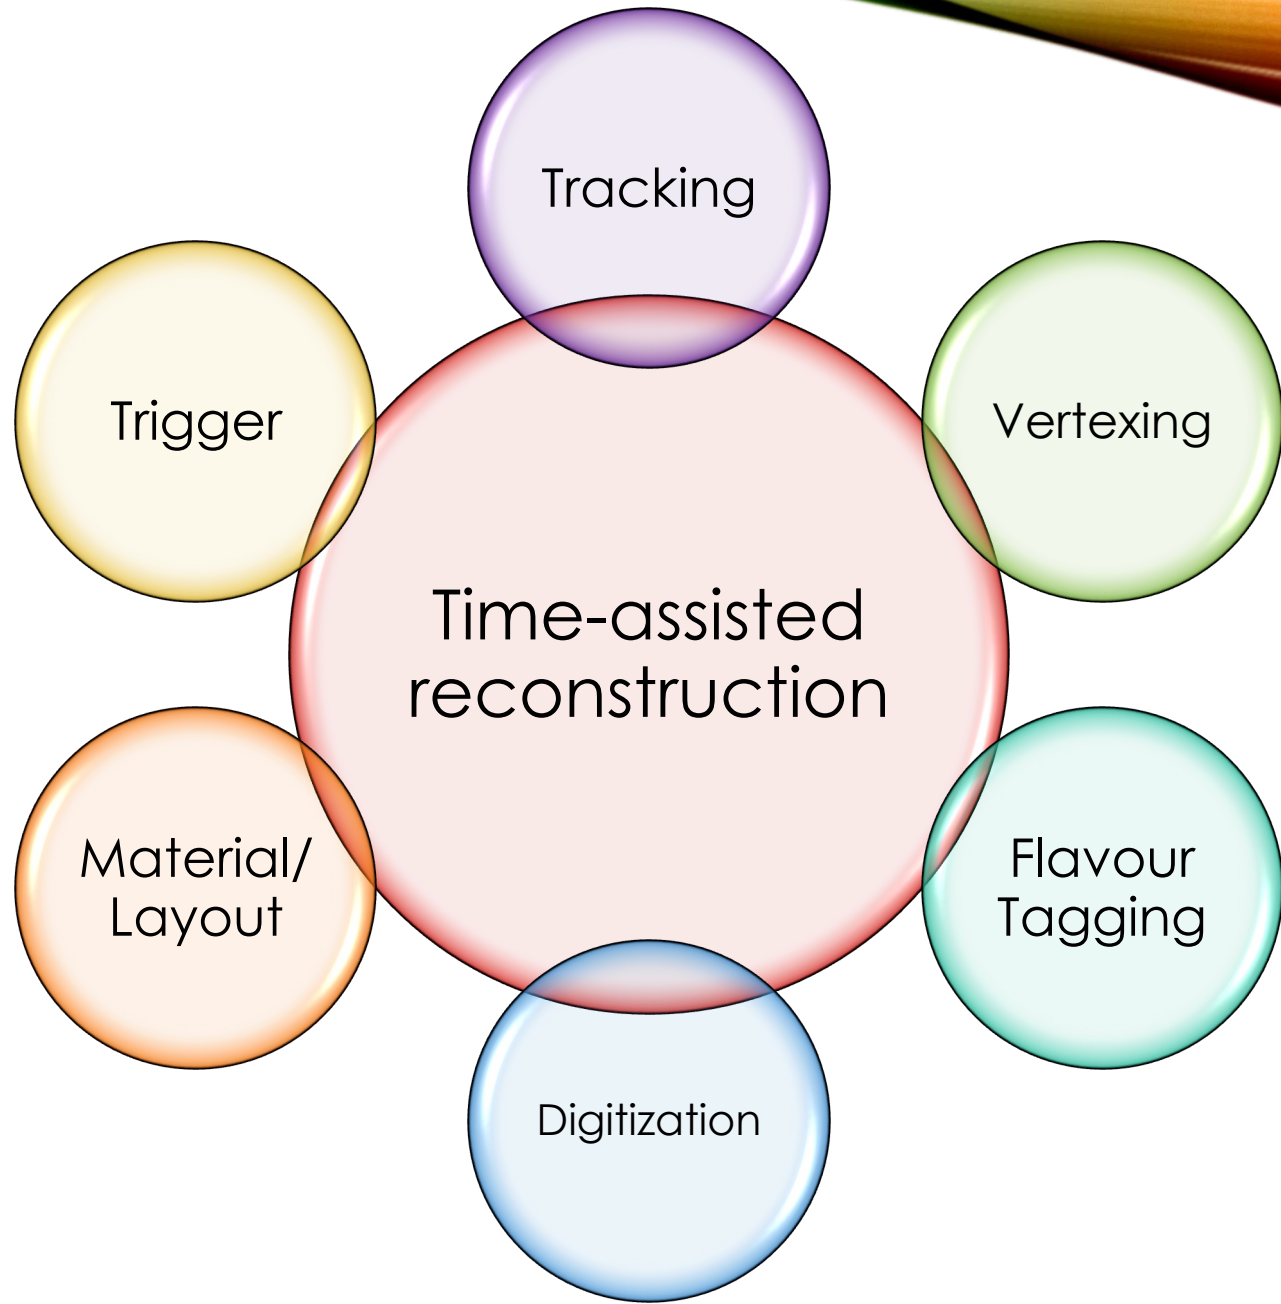 Tracking
Trigger
Vertexing
Time-assisted
reconstruction
Material/
Layout
Flavour
Tagging
Digitization